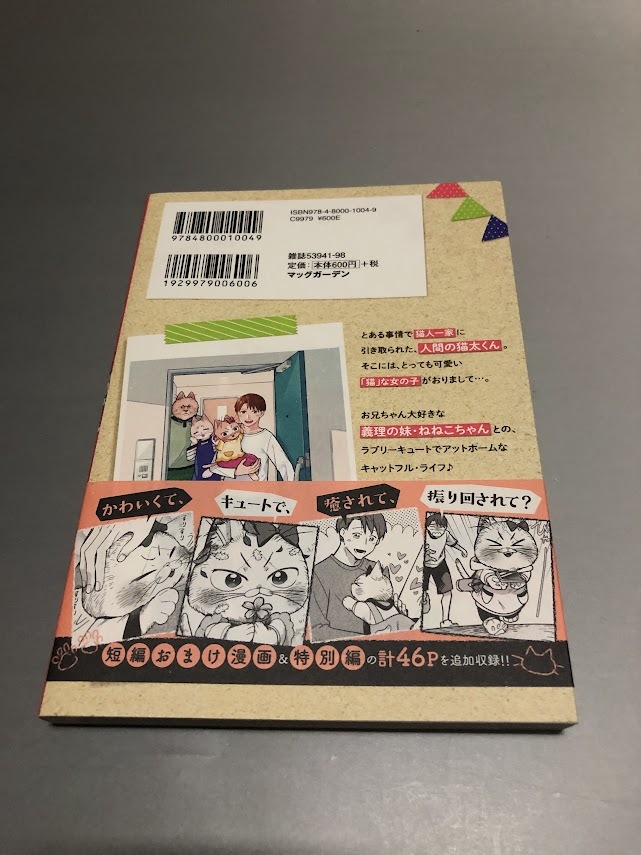 ISBN978-4-8000-1004-9
C9979 ¥600E
9784800010049
雑誌53941-98
定価:本体600円+税
マッグガーデン
1929979006006
とある事情で猫人一家に
引き取られた、人間の猫太くん。
そこには、とっても可愛い
「猫」な女の子がおりまして…。
お兄ちゃん大好きな
義理の妹・ねねこちゃんとの、
ラブリーキュートでアットホームな
キャットフル・ライフ♪
かわいくて、
キュートで、
癒されて、
振り回されて?
すりすり
短編おまけ漫画&特別編の計46Pを追加収録!!